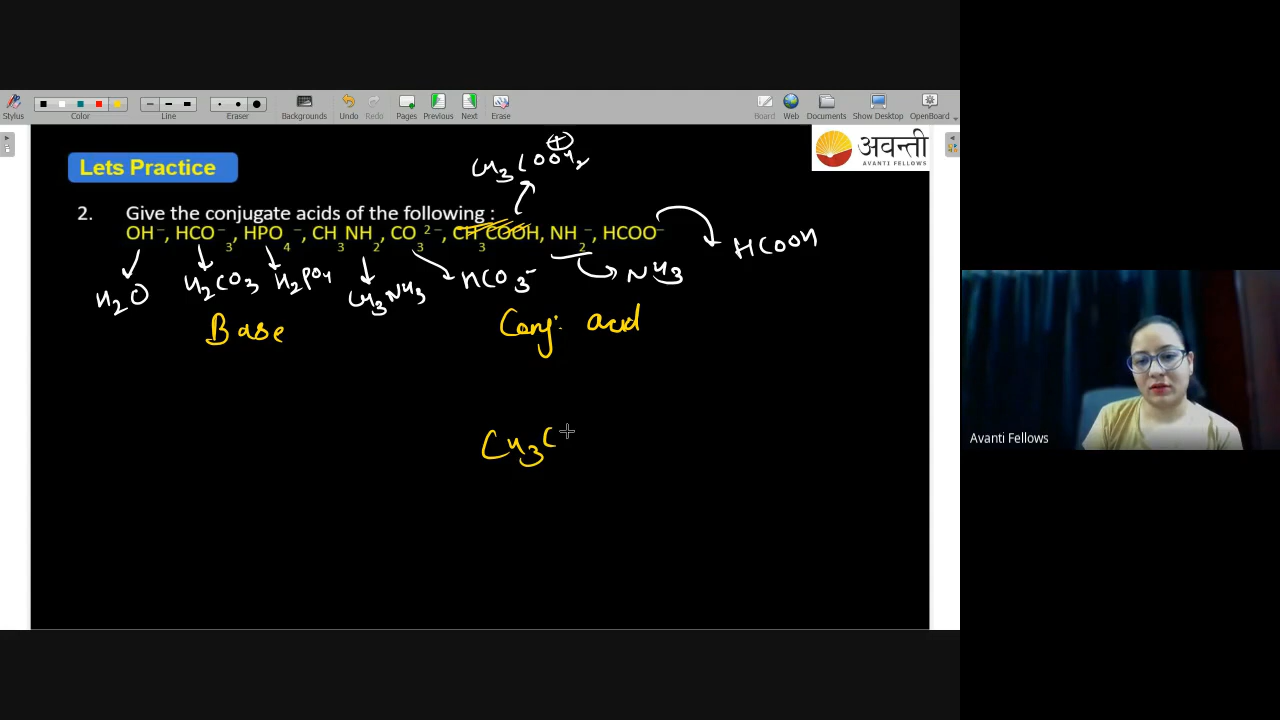 Stylus
Color
Line
Eraser
Backgrounds
Undo
Redo
Pages
Previous
Next
Erase
Board
Web
Documents
Show Desktop
OpenBoard
अवन्ती
AVANTI FELLOWS
Lets Practice
CH₃COOH₂⊕
2. Give the conjugate acids of the following :
OH⁻, HCO₃⁻, HPO₄⁻, CH₃NH₂, CO₃²⁻, CH₃COOH, NH₂⁻, HCOO⁻
HCOOH
H₂O H₂CO₃ H₂PO₄ CH₃NH₃ HCO₃⁻ NH₃
Base Conj. acid
CH₃C
Avanti Fellows